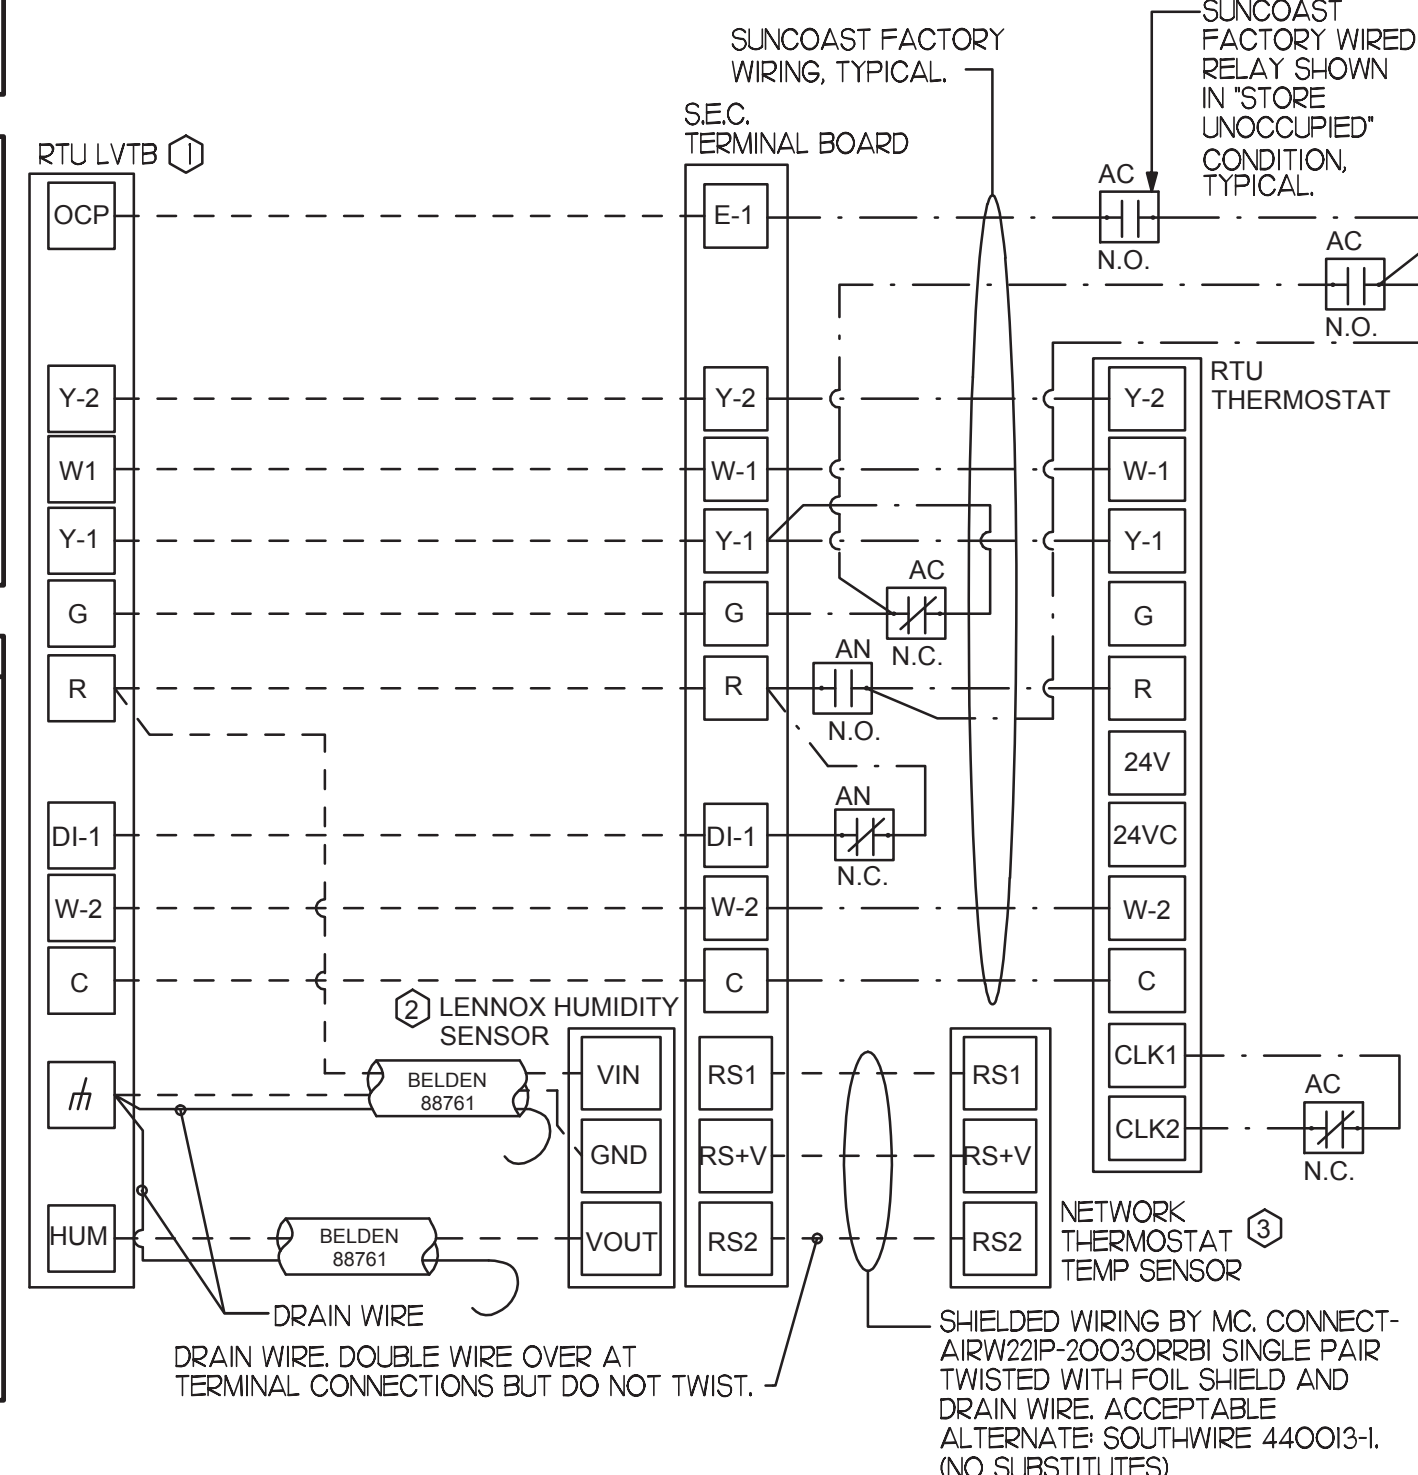 SUNCOAST
FACTORY WIRED
RELAY SHOWN
IN "STORE
UNOCCUPIED"
CONDITION,
TYPICAL.
SUNCOAST FACTORY
WIRING, TYPICAL.
S.E.C.
TERMINAL BOARD
RTU LVTB 1
OCP
E-1
AC
N.O.
AC
N.O.
RTU
THERMOSTAT
Y-2
Y-2
Y-2
W1
W-1
W-1
Y-1
Y-1
Y-1
AC
N.C.
G
G
G
AN
N.O.
R
R
R
24V
AN
N.C.
DI-1
DI-1
24VC
W-2
W-2
W-2
C
C
C
2 LENNOX HUMIDITY
SENSOR
CLK1
AC
N.C.
CLK2
BELDEN
88761
VIN
RS1
RS1
GND
RS+V
RS+V
HUM
BELDEN
88761
VOUT
RS2
RS2
NETWORK
THERMOSTAT 3
TEMP SENSOR
DRAIN WIRE
DRAIN WIRE. DOUBLE WIRE OVER AT
TERMINAL CONNECTIONS BUT DO NOT TWIST.
SHIELDED WIRING BY MC. CONNECT-
AIRW221P-20030RRB1 SINGLE PAIR
TWISTED WITH FOIL SHIELD AND
DRAIN WIRE. ACCEPTABLE
ALTERNATE: SOUTHWIRE 440013-1.
(NO SUBSTITUTES)